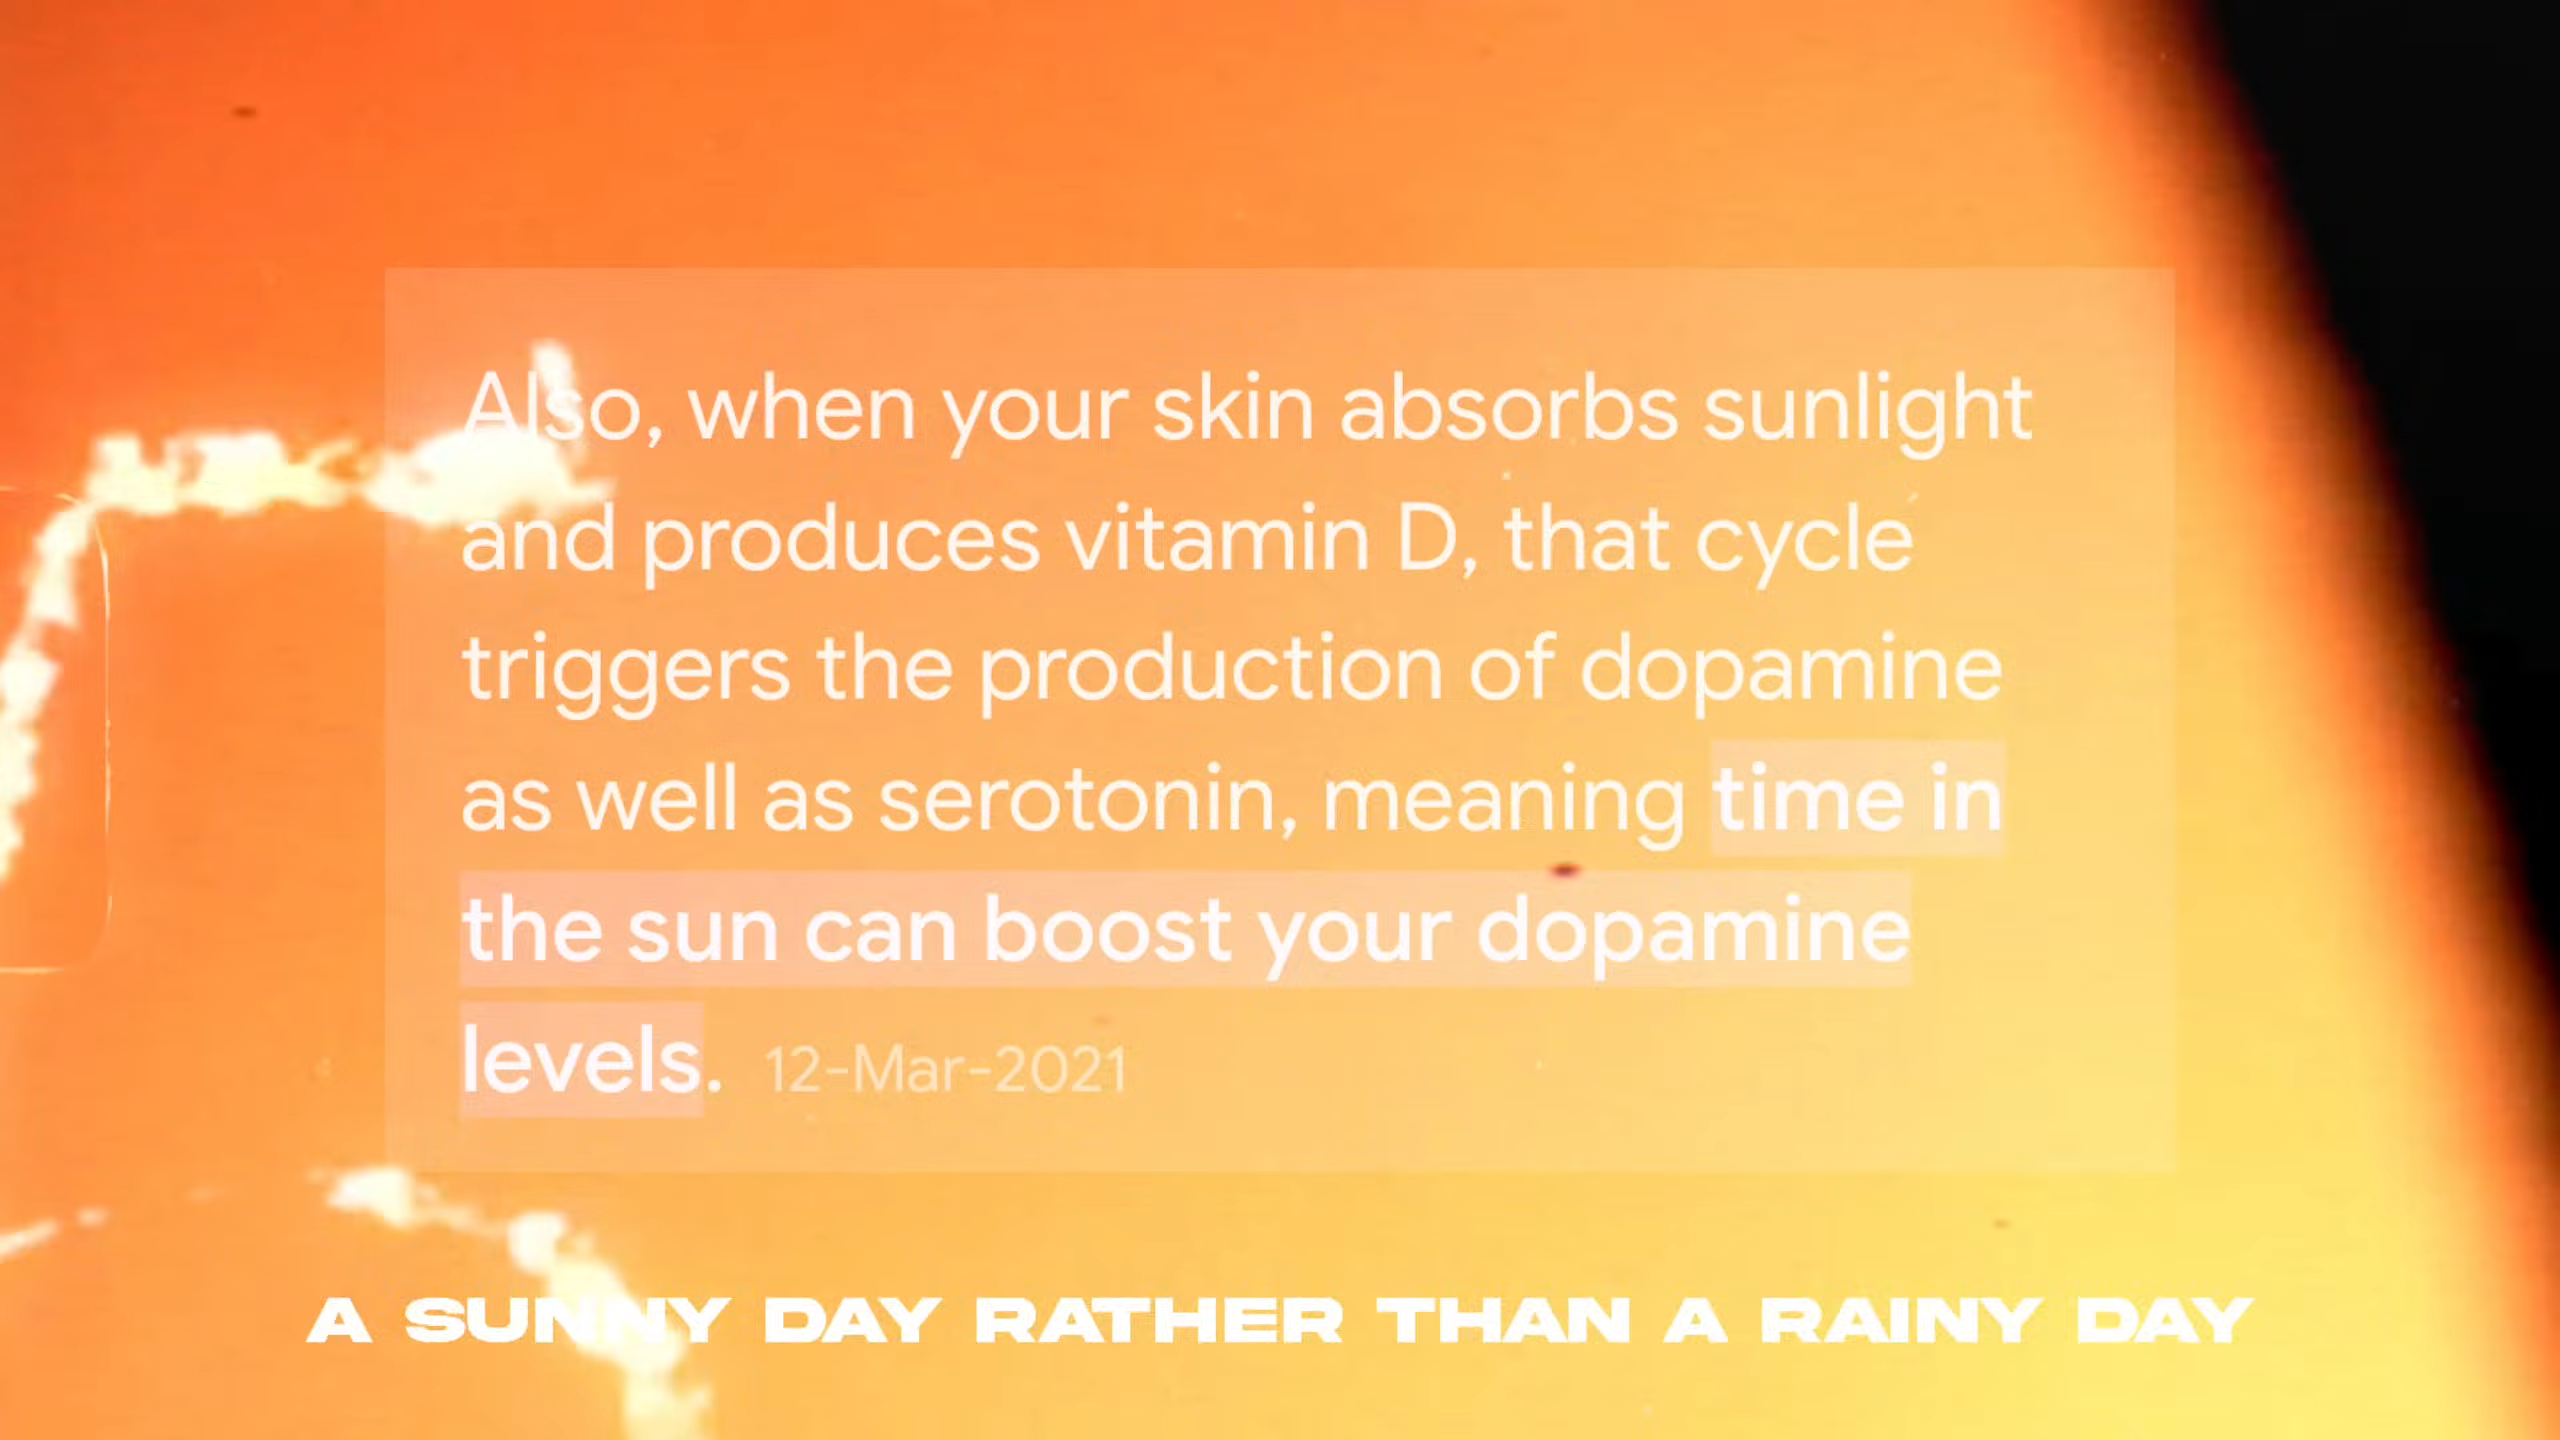 Also, when your skin absorbs sunlight
and produces vitamin D, that cycle
triggers the production of dopamine
as well as serotonin, meaning time in
the sun can boost your dopamine
levels. 12-Mar-2021
A SUNNY DAY RATHER THAN A RAINY DAY